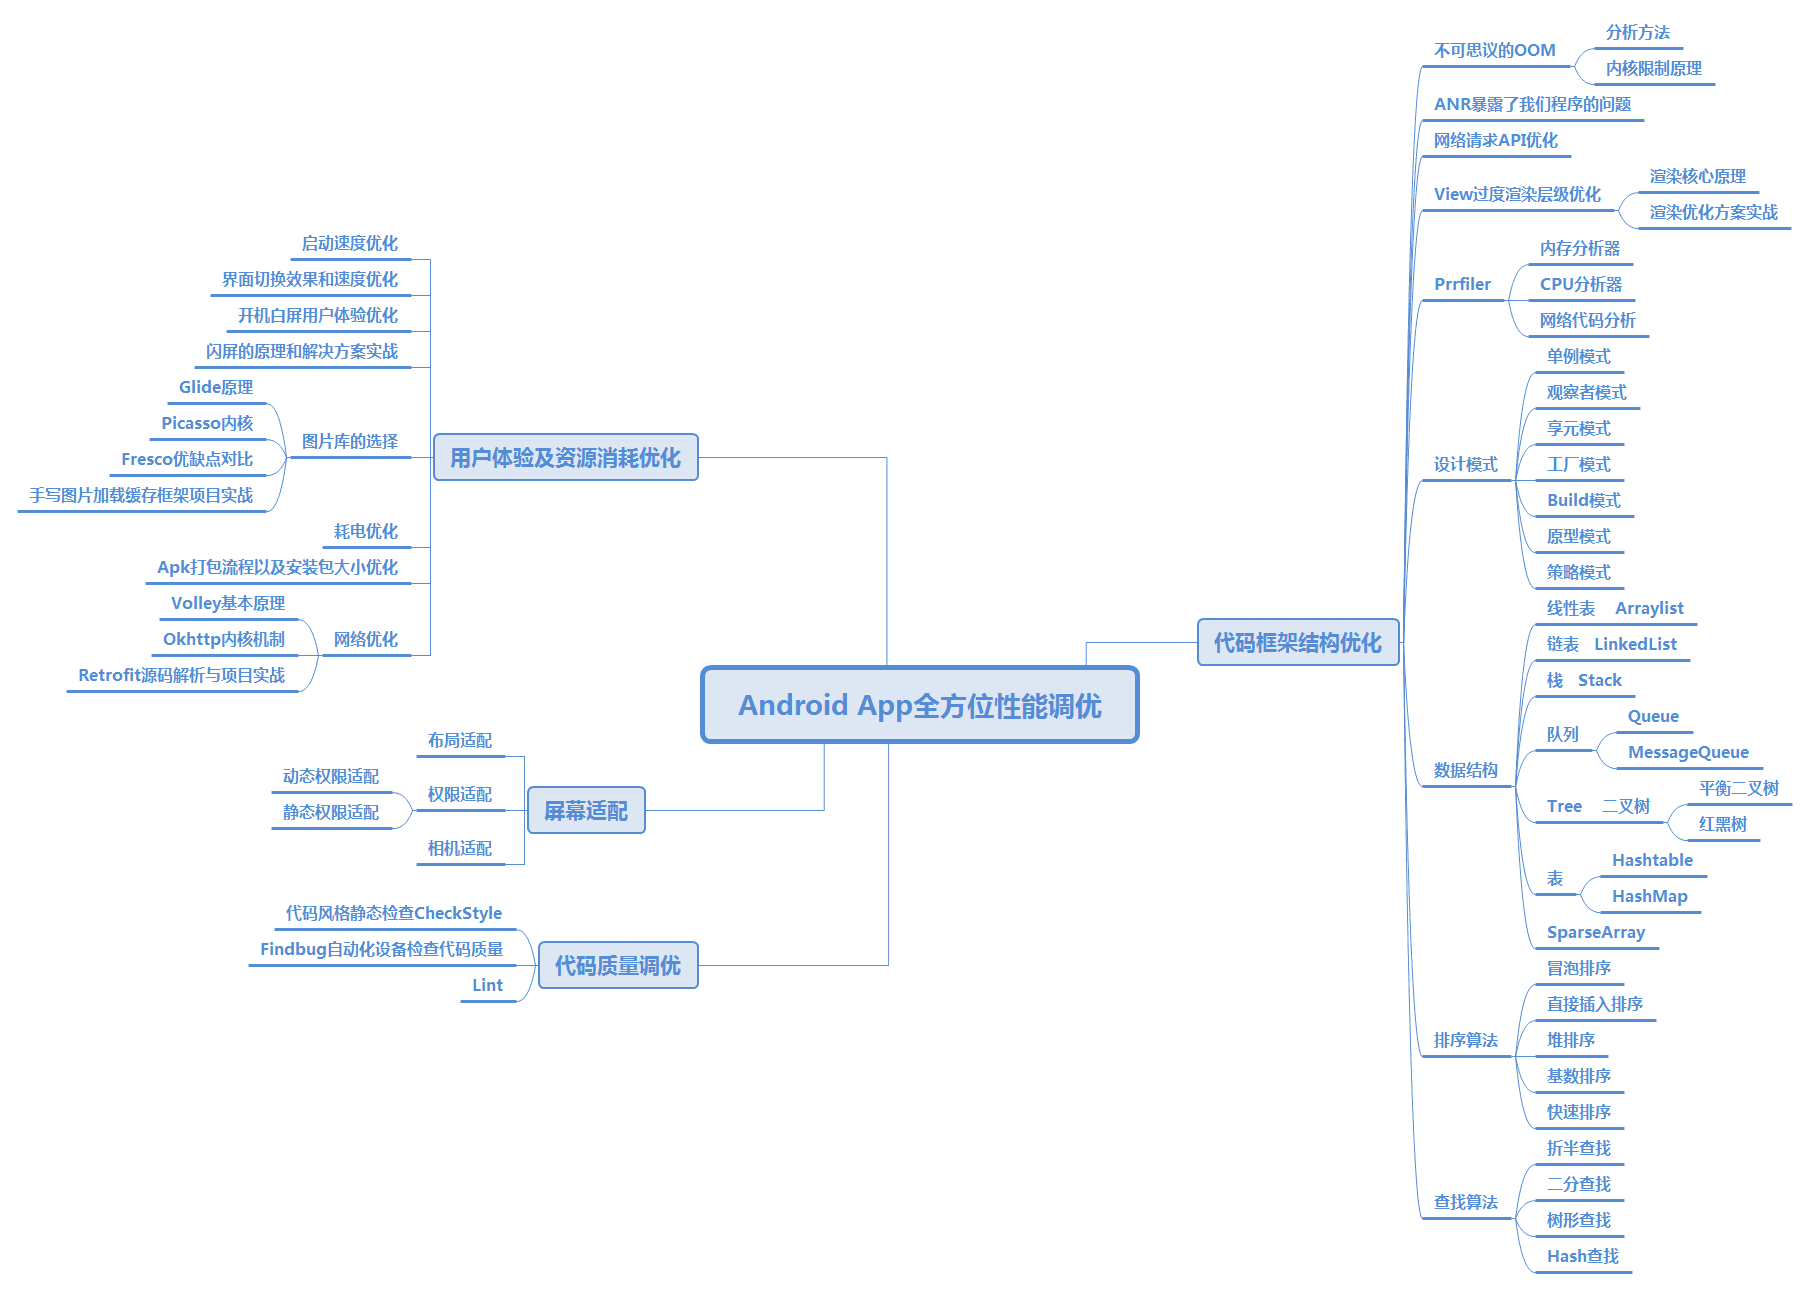 Android App全方位性能调优
代码框架结构优化
不可思议的OOM
分析方法
内核限制原理
ANR暴露了我们程序的问题
网络请求API优化
View过度渲染层级优化
渲染核心原理
渲染优化方案实战
Prrfiler
内存分析器
CPU分析器
网络代码分析
设计模式
单例模式
观察者模式
享元模式
工厂模式
Build模式
原型模式
策略模式
数据结构
线性表 Arraylist
链表 LinkedList
栈 Stack
队列
Queue
MessageQueue
Tree 二叉树
平衡二叉树
红黑树
表
Hashtable
HashMap
SparseArray
排序算法
冒泡排序
直接插入排序
堆排序
基数排序
快速排序
查找算法
折半查找
二分查找
树形查找
Hash查找
用户体验及资源消耗优化
启动速度优化
界面切换效果和速度优化
开机白屏用户体验优化
闪屏的原理和解决方案实战
图片库的选择
Glide原理
Picasso内核
Fresco优缺点对比
手写图片加载缓存框架项目实战
耗电优化
Apk打包流程以及安装包大小优化
网络优化
Volley基本原理
Okhttp内核机制
Retrofit源码解析与项目实战
屏幕适配
布局适配
权限适配
动态权限适配
静态权限适配
相机适配
代码质量调优
代码风格静态检查CheckStyle
Findbug自动化设备检查代码质量
Lint